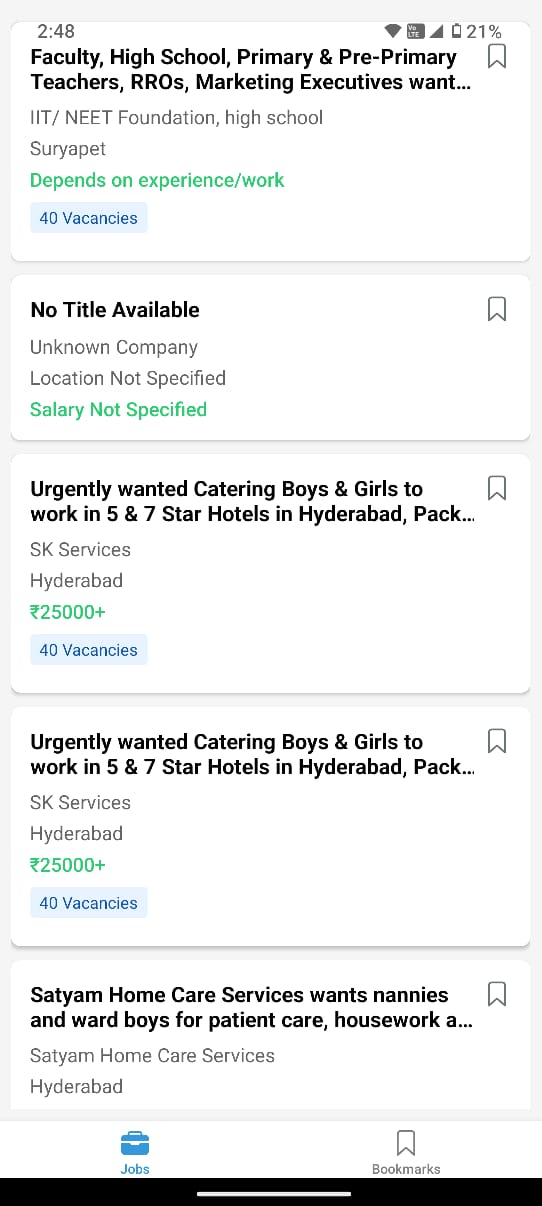 2:48
Vo
LTE
21%
Faculty, High School, Primary & Pre-Primary
Teachers, RROs, Marketing Executives want...
IIT/ NEET Foundation, high school
Suryapet
Depends on experience/work
40 Vacancies
No Title Available
Unknown Company
Location Not Specified
Salary Not Specified
Urgently wanted Catering Boys & Girls to
work in 5 & 7 Star Hotels in Hyderabad, Pack...
SK Services
Hyderabad
₹25000+
40 Vacancies
Urgently wanted Catering Boys & Girls to
work in 5 & 7 Star Hotels in Hyderabad, Pack...
SK Services
Hyderabad
₹25000+
40 Vacancies
Satyam Home Care Services wants nannies
and ward boys for patient care, housework a...
Satyam Home Care Services
Hyderabad
Jobs
Bookmarks